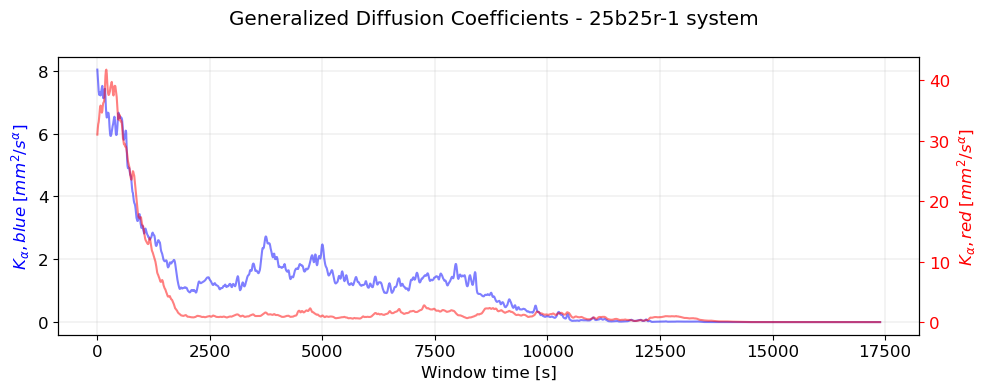 Generalized Diffusion Coefficients - 25b25r-1 system
8
6
4
2
0
K_α, blue [mm²/s^α]
40
30
20
10
0
K_α, red [mm²/s^α]
0 2500 5000 7500 10000 12500 15000 17500
Window time [s]